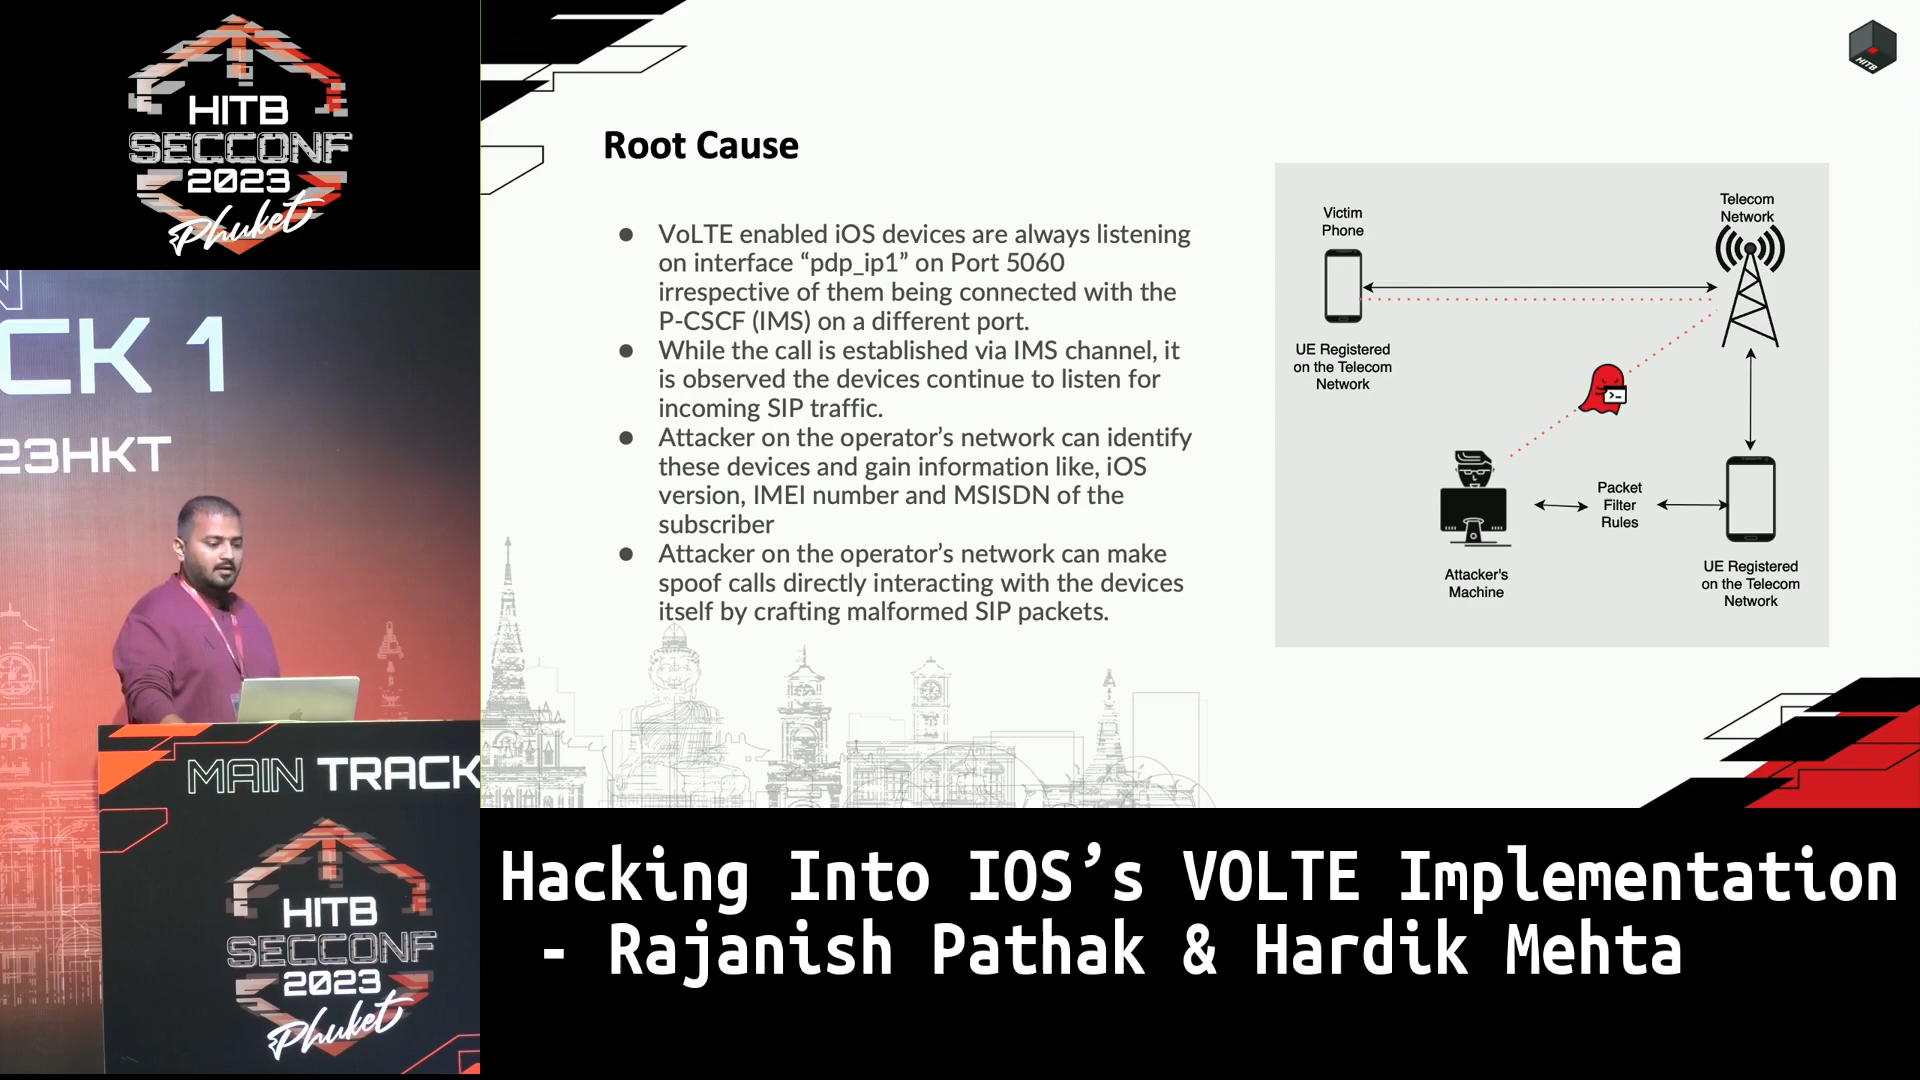 HITB
SECCONF
2023
Phuket
CK 1
23HKT
MAIN TRACK
HITB
SECCONF
2023
Phuket
HITB
Root Cause
● VoLTE enabled iOS devices are always listening
on interface “pdp_ip1” on Port 5060
irrespective of them being connected with the
P-CSCF (IMS) on a different port.
● While the call is established via IMS channel, it
is observed the devices continue to listen for
incoming SIP traffic.
● Attacker on the operator’s network can identify
these devices and gain information like, iOS
version, IMEI number and MSISDN of the
subscriber
● Attacker on the operator’s network can make
spoof calls directly interacting with the devices
itself by crafting malformed SIP packets.
Victim
Phone
Telecom
Network
UE Registered
on the Telecom
Network
Attacker's
Machine
Packet
Filter
Rules
UE Registered
on the Telecom
Network
Hacking Into IOS’s VOLTE Implementation
- Rajanish Pathak & Hardik Mehta